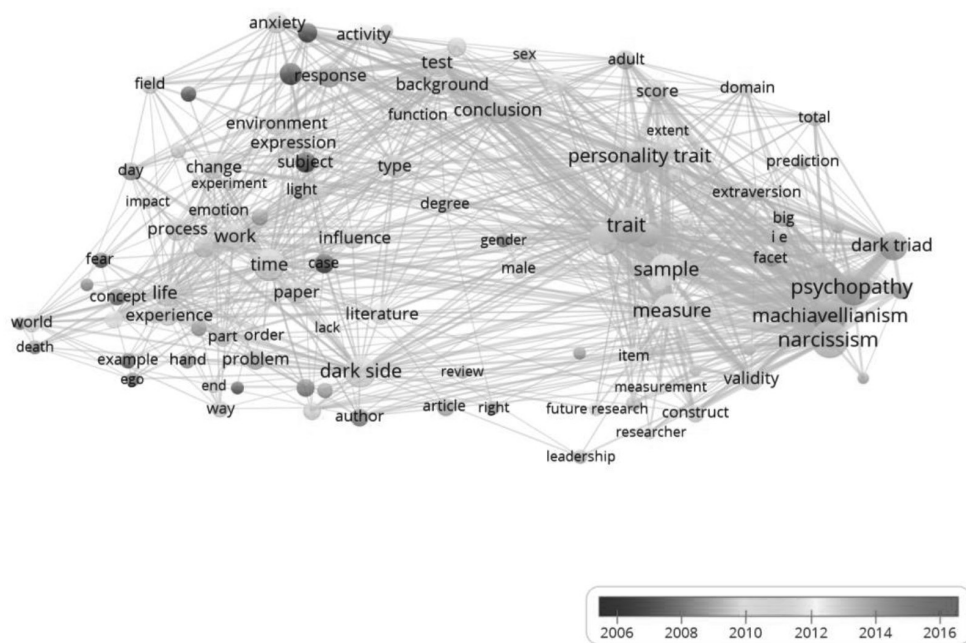 anxiety
activity
sex
test
adult
response
field
background
score
domain
function
conclusion
total
environment
extent
expression
personality trait
subject
prediction
type
change
day
experiment
light
extraversion
impact
degree
emotion
big
process
trait
work
influence
gender
i e
dark triad
facet
fear
time
case
male
sample
psychopathy
concept
life
paper
measure
experience
literature
machiavellianism
world
lack
part
order
narcissism
death
example
hand
problem
item
dark side
review
ego
validity
end
measurement
way
author
article
right
future research
construct
researcher
leadership
2006 2008 2010 2012 2014 2016